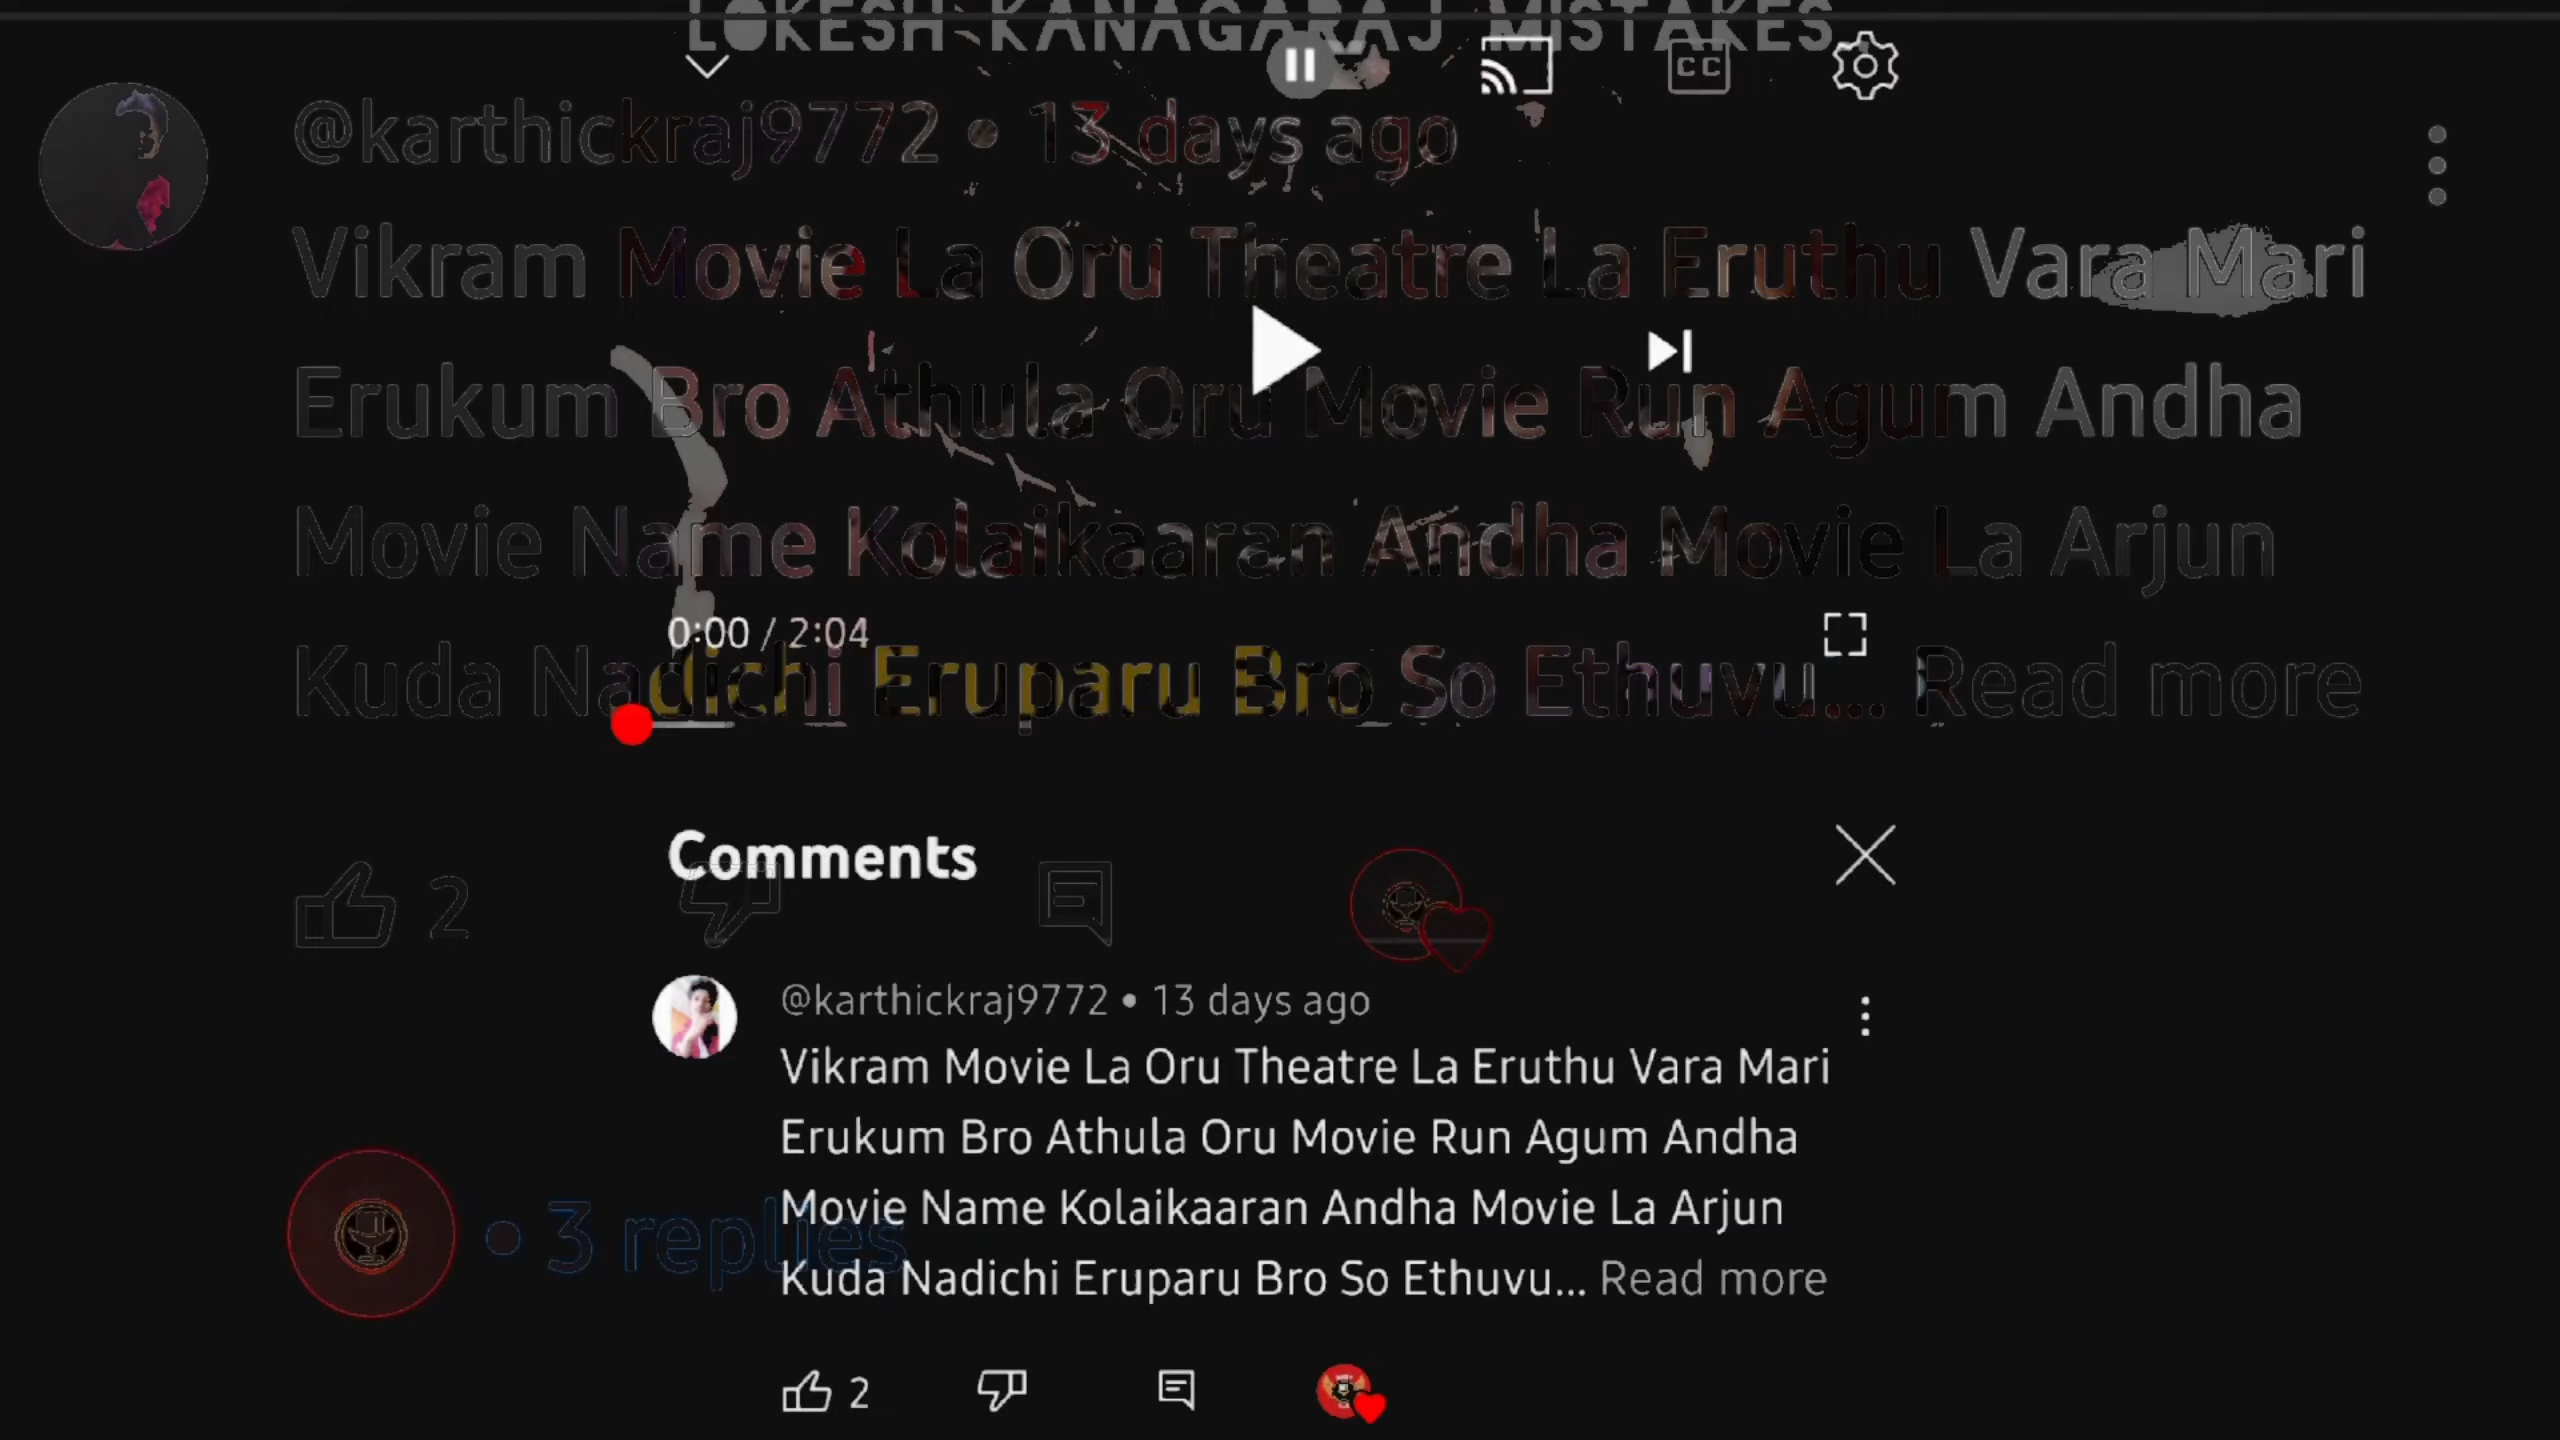 LOKESH KANAGARAJ MISTAKES
CC
@karthickraj9772 • 13 days ago
Vikram Movie La Oru Theatre La Eruthu Vara Mari
Erukum Bro Athula Oru Movie Run Agum Andha
Movie Name Kolaikaaran Andha Movie La Arjun
0:00 / 2:04
Kuda Nadichi Eruparu Bro So Ethuvu... Read more
Comments
2
@karthickraj9772 • 13 days ago
Vikram Movie La Oru Theatre La Eruthu Vara Mari
Erukum Bro Athula Oru Movie Run Agum Andha
Movie Name Kolaikaaran Andha Movie La Arjun
• 3 replies
Kuda Nadichi Eruparu Bro So Ethuvu... Read more
2